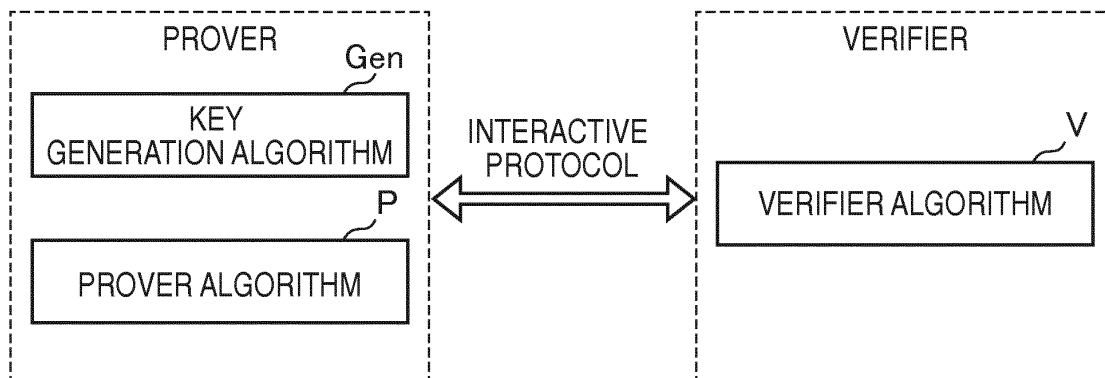 PROVER
Gen
KEY
GENERATION ALGORITHM
P
PROVER ALGORITHM
INTERACTIVE
PROTOCOL
VERIFIER
V
VERIFIER ALGORITHM